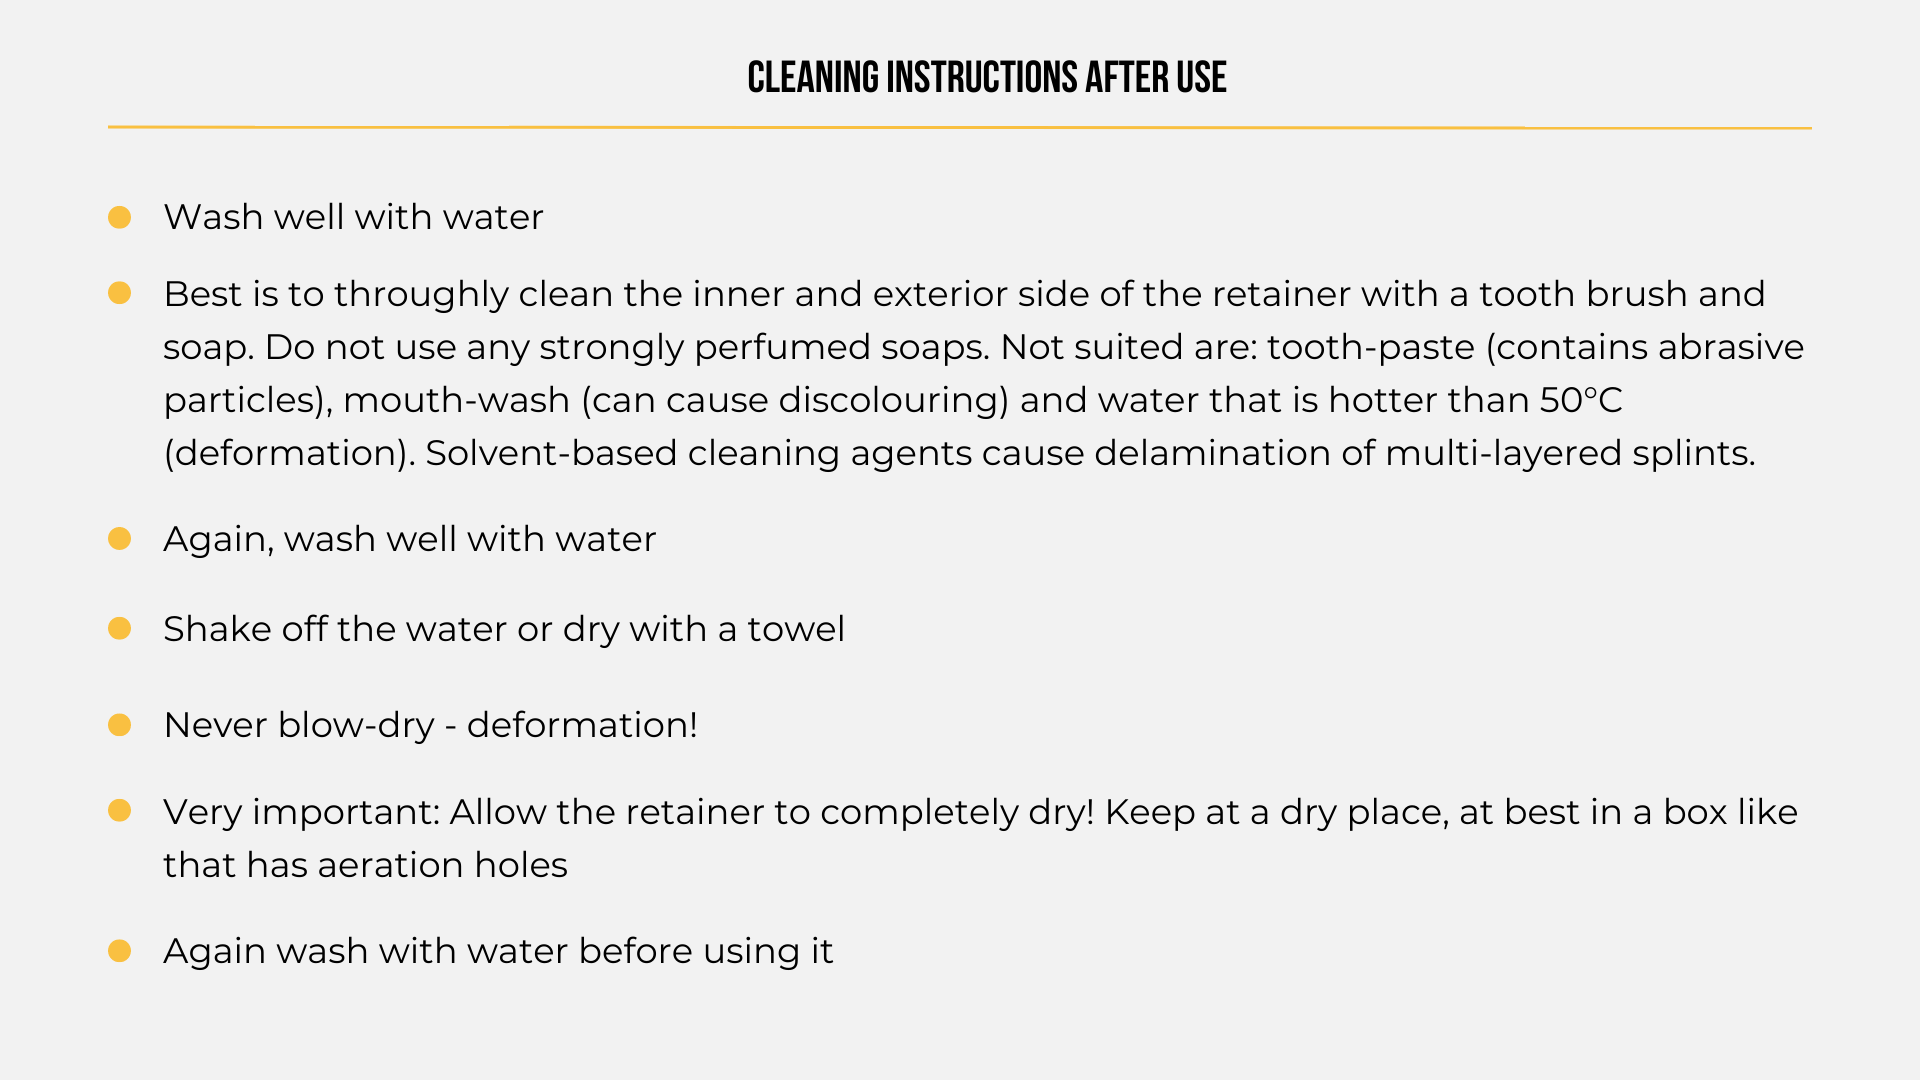 CLEANING INSTRUCTIONS AFTER USE
Wash well with water
Best is to throughly clean the inner and exterior side of the retainer with a tooth brush and
soap. Do not use any strongly perfumed soaps. Not suited are: tooth-paste (contains abrasive
particles), mouth-wash (can cause discolouring) and water that is hotter than 50°C
(deformation). Solvent-based cleaning agents cause delamination of multi-layered splints.
Again, wash well with water
Shake off the water or dry with a towel
Never blow-dry - deformation!
Very important: Allow the retainer to completely dry! Keep at a dry place, at best in a box like
that has aeration holes
Again wash with water before using it